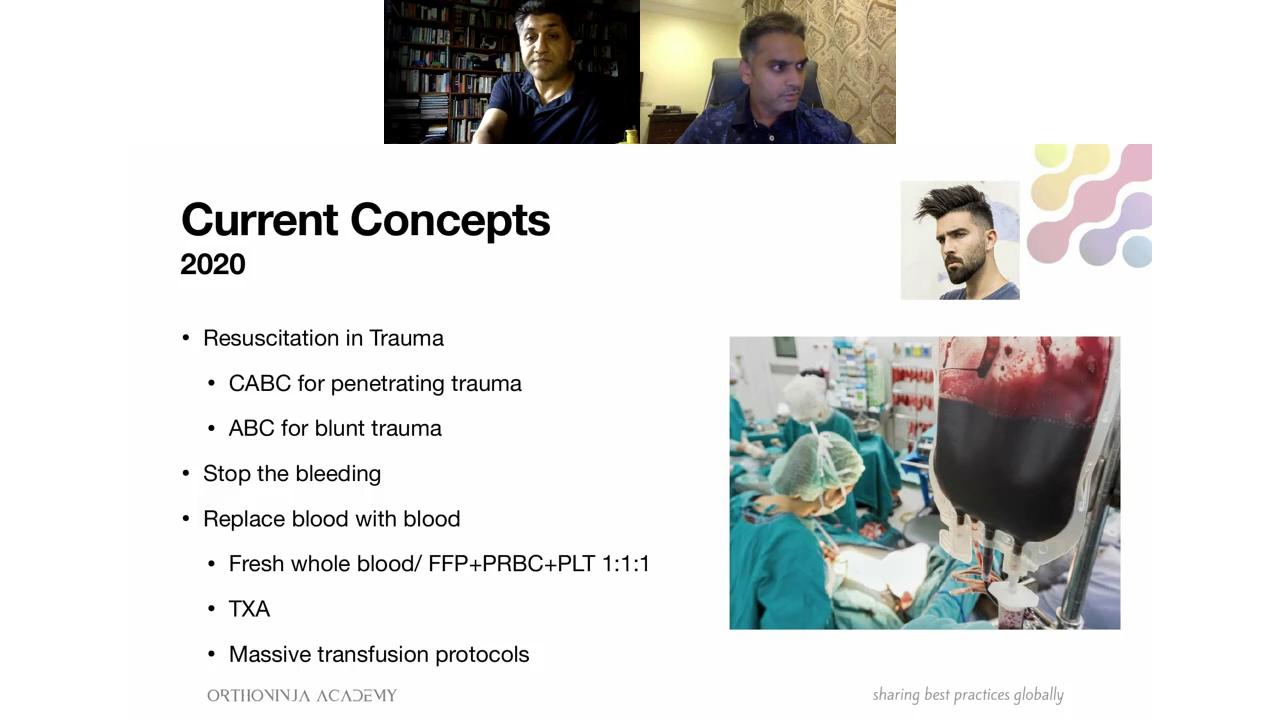 Current Concepts
2020
• Resuscitation in Trauma
• CABC for penetrating trauma
• ABC for blunt trauma
• Stop the bleeding
• Replace blood with blood
• Fresh whole blood/ FFP+PRBC+PLT 1:1:1
• TXA
• Massive transfusion protocols
ORTHONINJA ACADEMY
sharing best practices globally